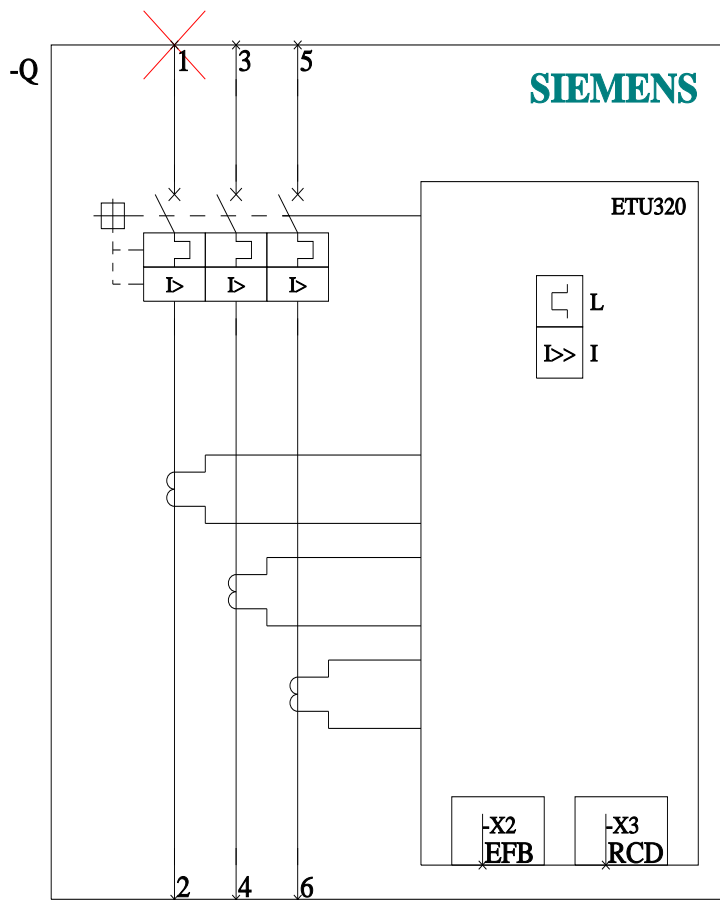 1 3 5
-Q
SIEMENS
ETU320
I> I> I>
L
I>> I
-X2 -X3
EFB RCD
2 4 6